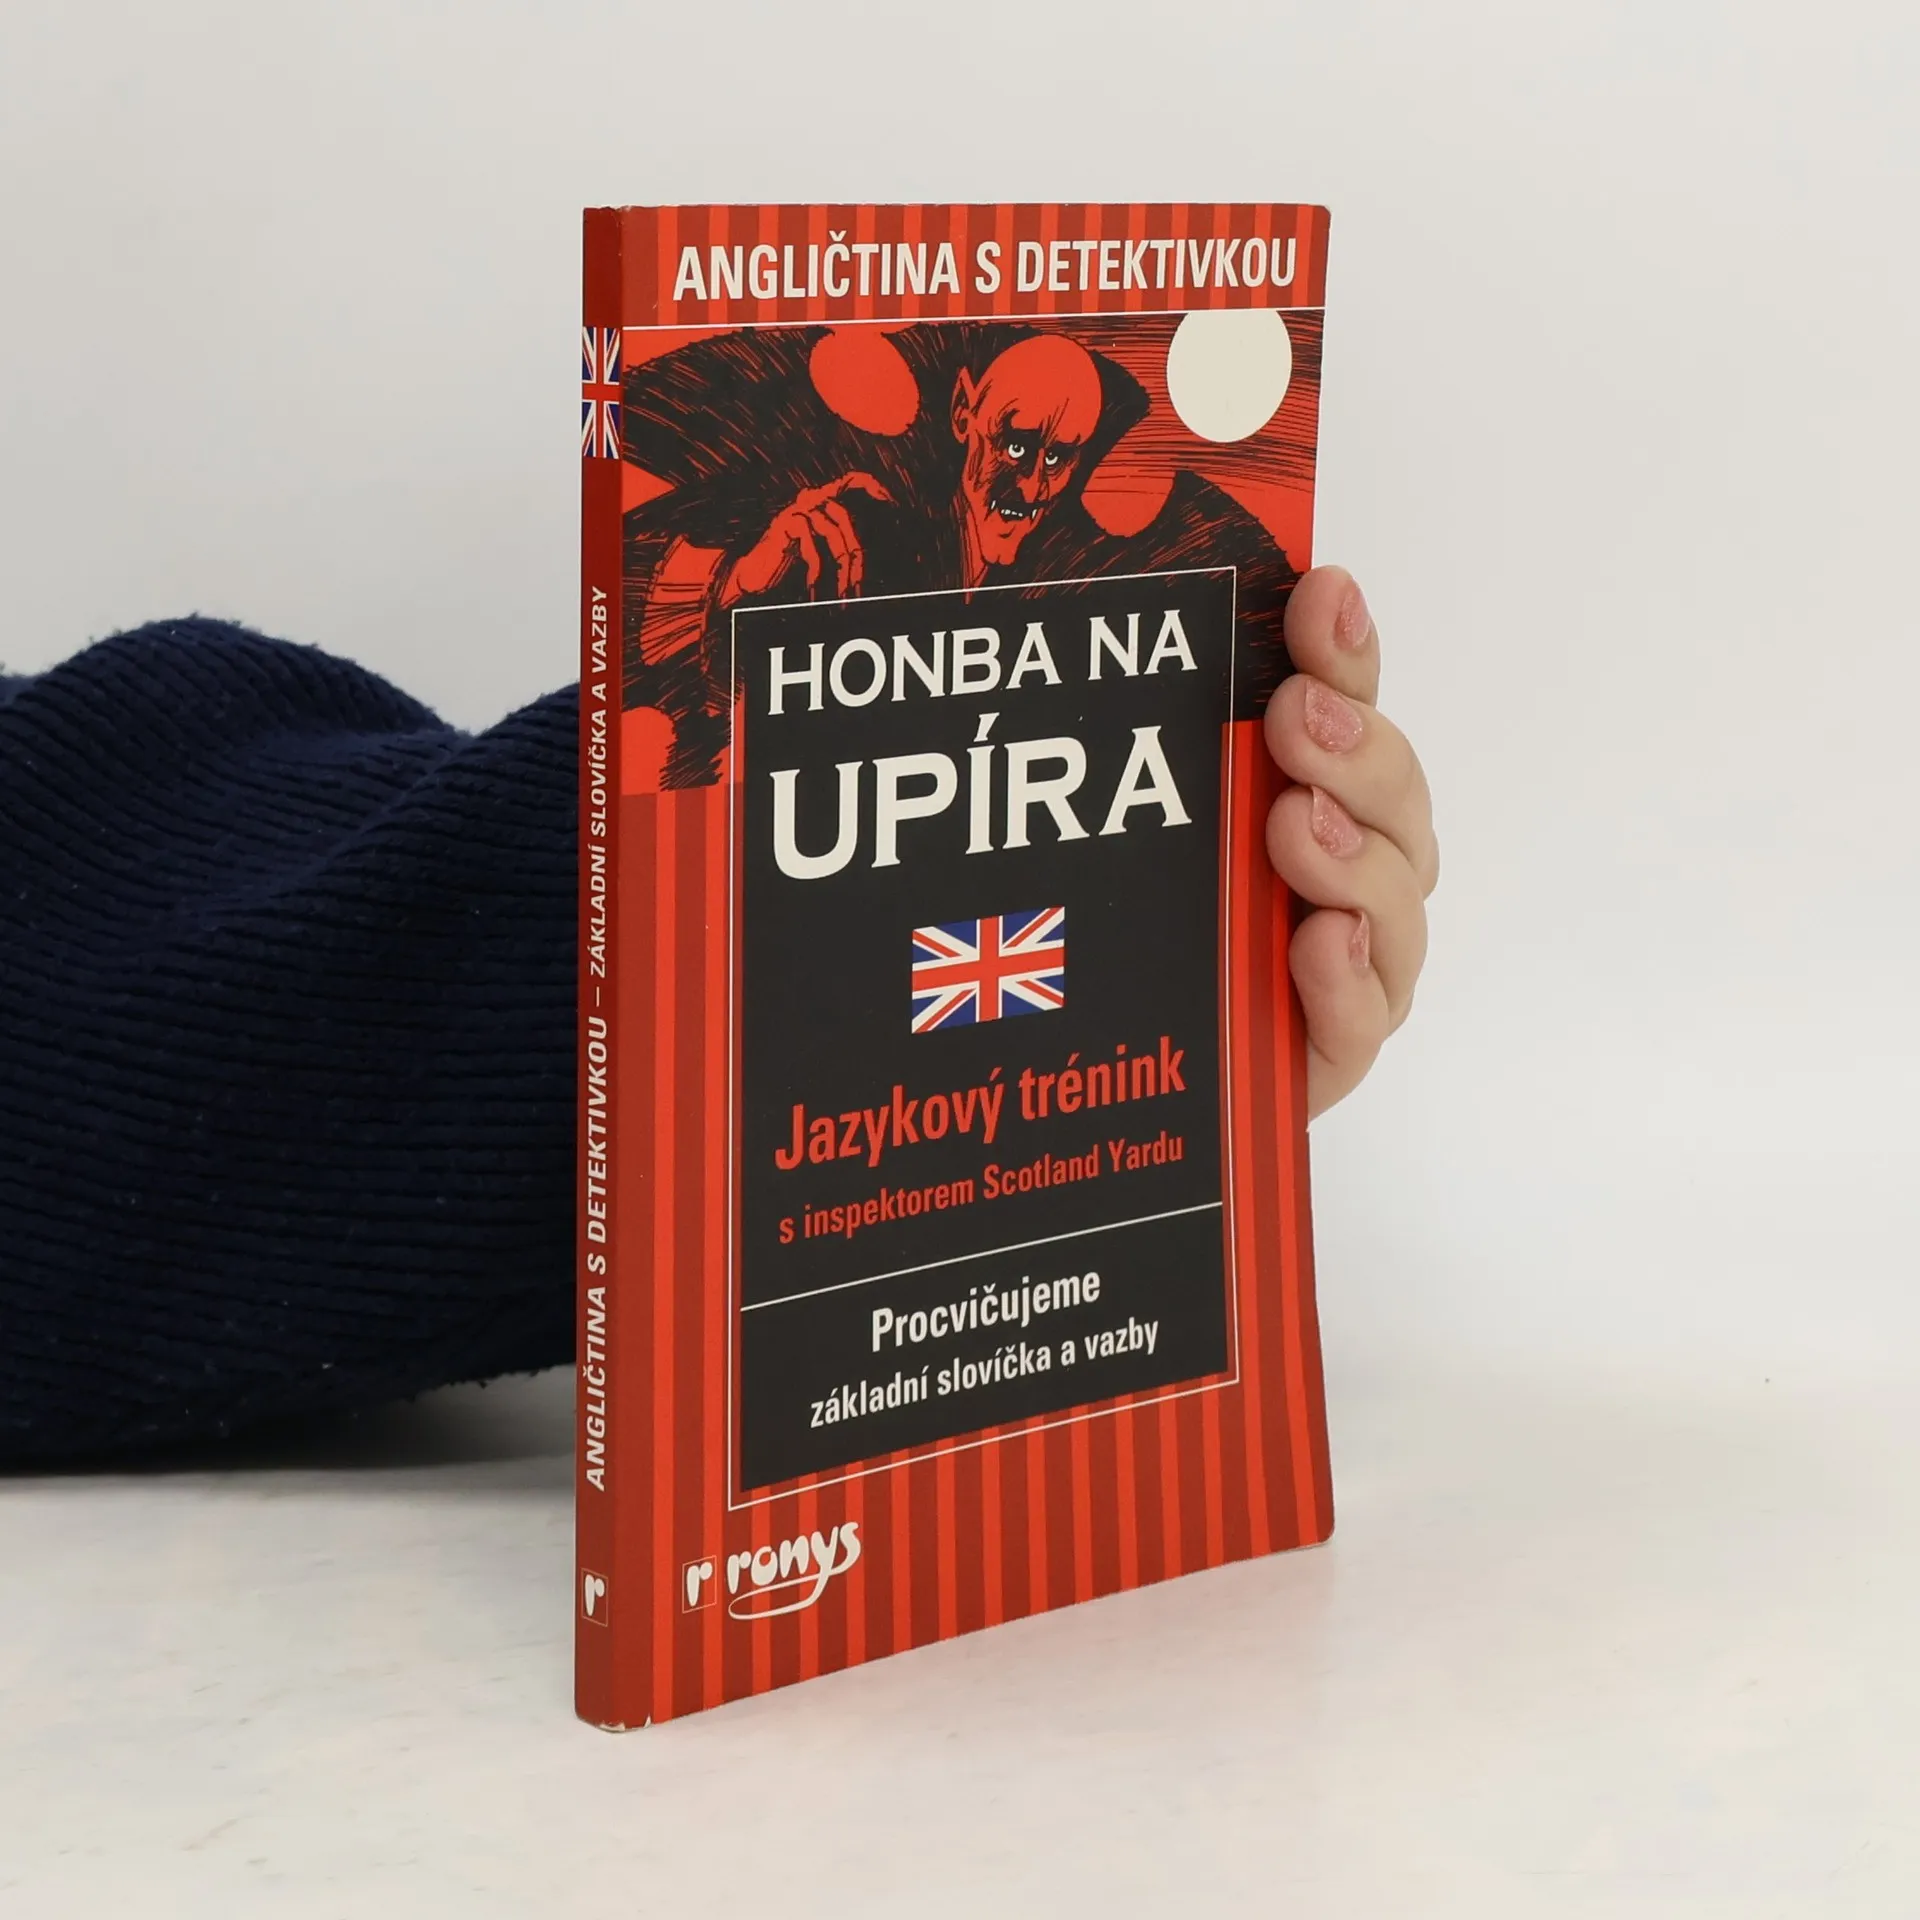 ANGLIČTINA S DETEKTIVKOU
HONBA NA
UPÍRA
Jazykový trénink
s inspektorem Scotland Yardu
Procvičujeme
základní slovíčka a vazby
r ronys
ANGLIČTINA S DETEKTIVKOU – ZÁKLADNÍ SLOVÍČKA A VAZBY
r